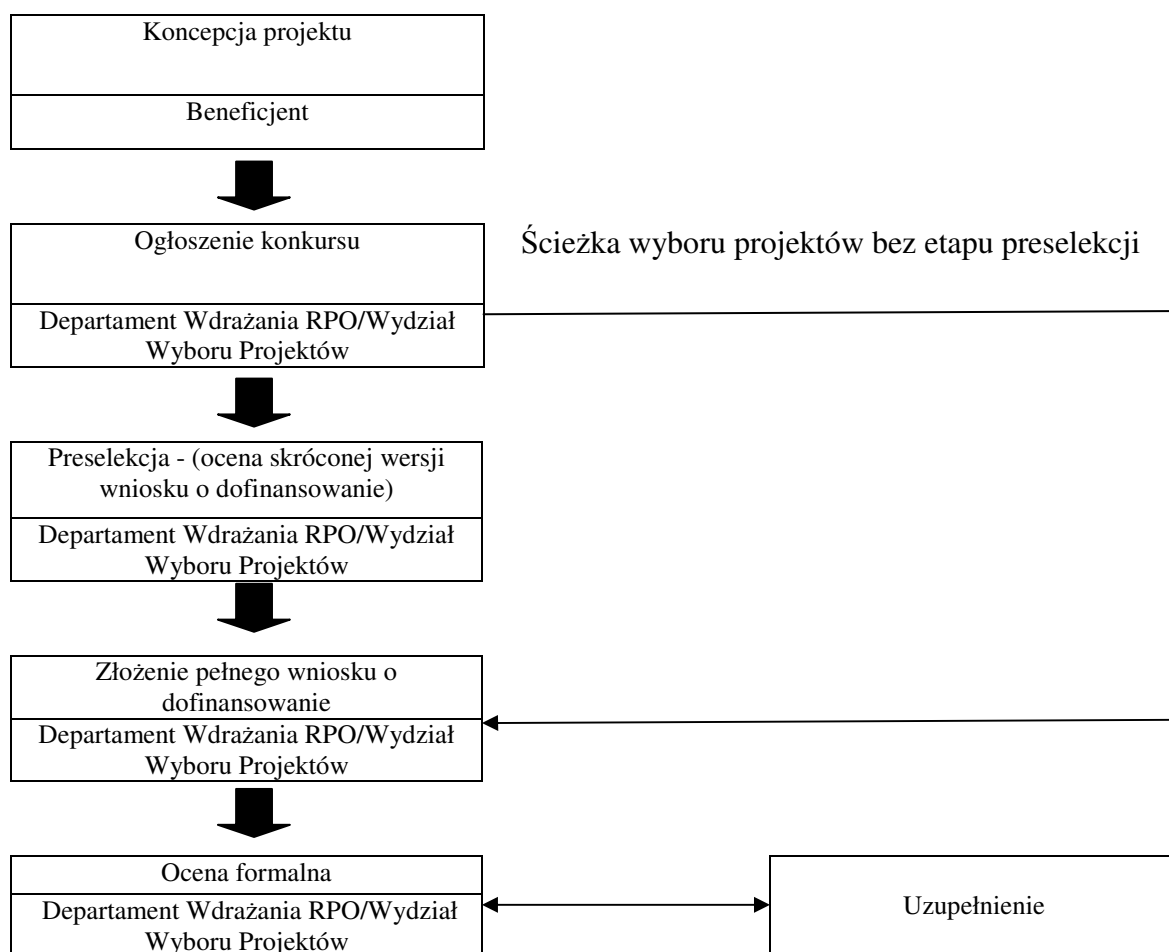 Koncepcja projektu
Beneficjent
Ogłoszenie konkursu
Ścieżka wyboru projektów bez etapu preselekcji
Departament Wdrażania RPO/Wydział
Wyboru Projektów
Preselekcja - (ocena skróconej wersji
wniosku o dofinansowanie)
Departament Wdrażania RPO/Wydział
Wyboru Projektów
Złożenie pełnego wniosku o
dofinansowanie
Departament Wdrażania RPO/Wydział
Wyboru Projektów
Ocena formalna
Departament Wdrażania RPO/Wydział
Wyboru Projektów
Uzupełnienie